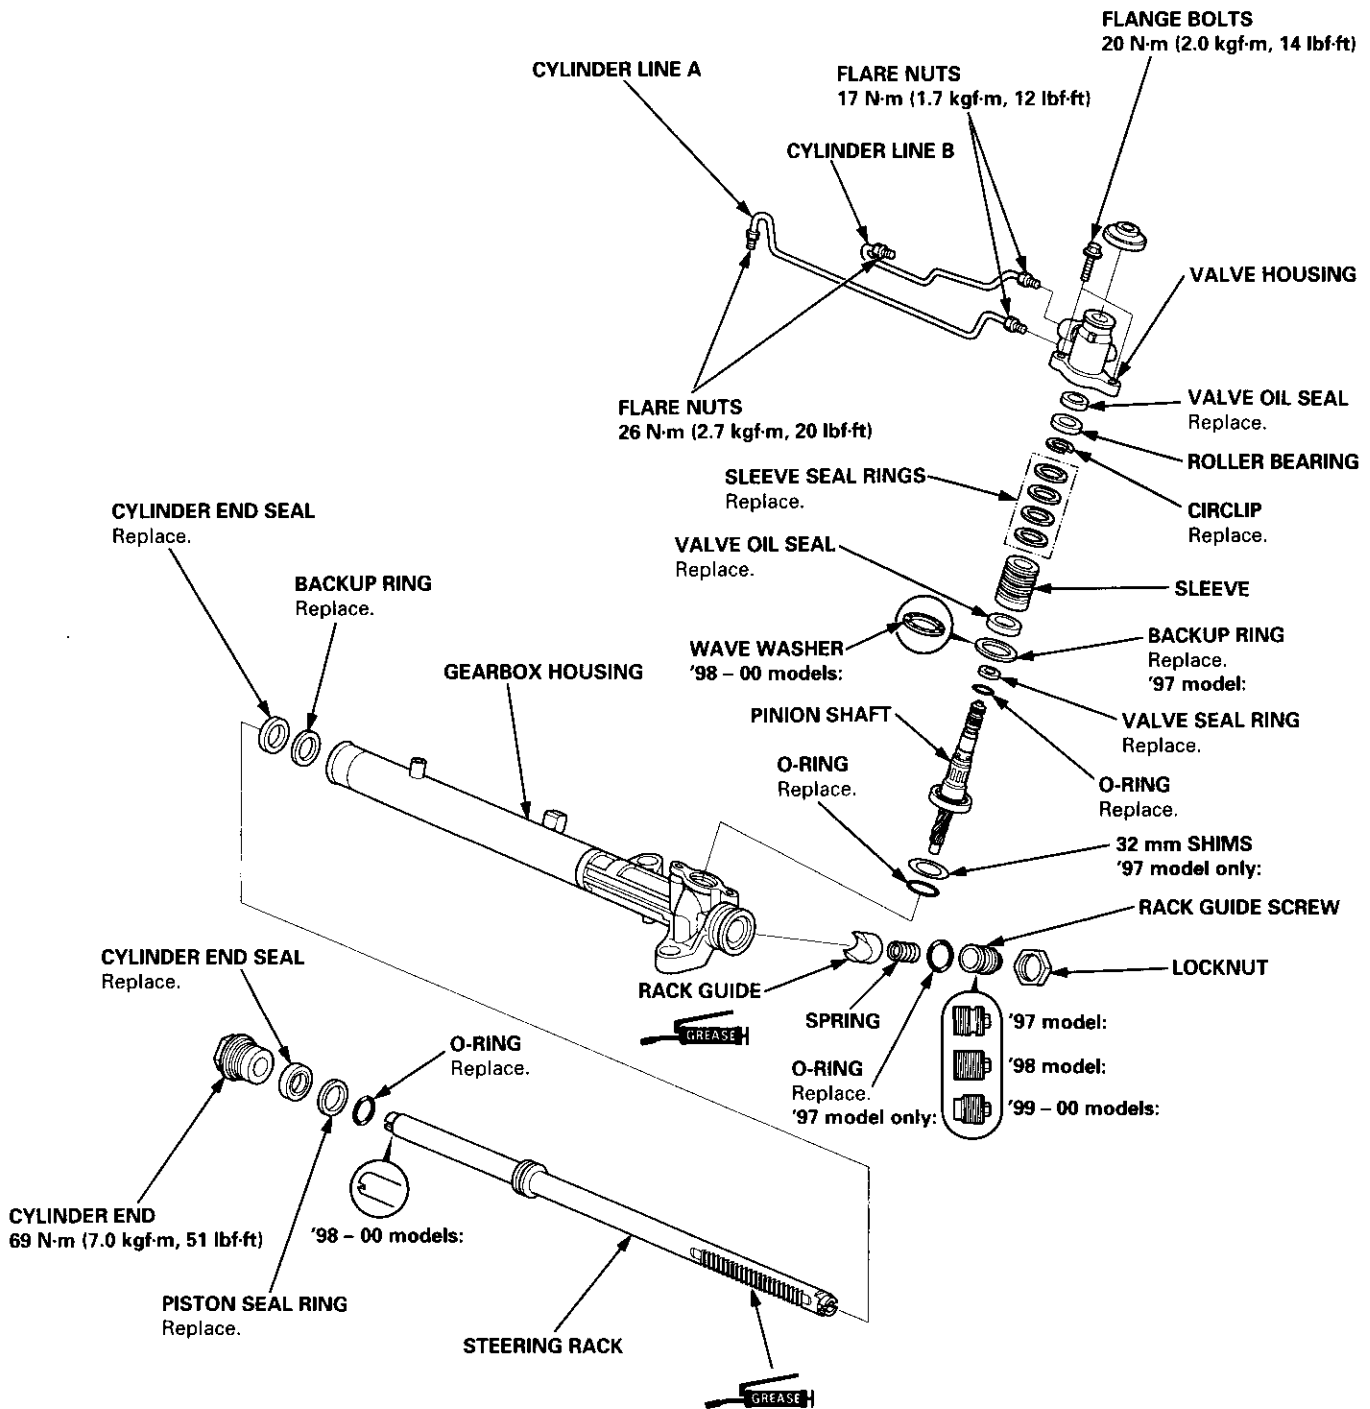 FLANGE BOLTS
20 N·m (2.0 kgf·m, 14 lbf·ft)
CYLINDER LINE A
FLARE NUTS
17 N·m (1.7 kgf·m, 12 lbf·ft)
CYLINDER LINE B
VALVE HOUSING
FLARE NUTS
26 N·m (2.7 kgf·m, 20 lbf·ft)
VALVE OIL SEAL
Replace.
ROLLER BEARING
SLEEVE SEAL RINGS
Replace.
CIRCLIP
Replace.
CYLINDER END SEAL
Replace.
VALVE OIL SEAL
Replace.
SLEEVE
BACKUP RING
Replace.
BACKUP RING
Replace.
'97 model:
WAVE WASHER
'98 – 00 models:
GEARBOX HOUSING
PINION SHAFT
VALVE SEAL RING
Replace.
O-RING
Replace.
O-RING
Replace.
32 mm SHIMS
'97 model only:
RACK GUIDE SCREW
CYLINDER END SEAL
Replace.
LOCKNUT
RACK GUIDE
GREASE
SPRING
'97 model:
O-RING
Replace.
O-RING
Replace.
'97 model only:
'98 model:
'99 – 00 models:
CYLINDER END
69 N·m (7.0 kgf·m, 51 lbf·ft)
'98 – 00 models:
PISTON SEAL RING
Replace.
STEERING RACK
GREASE